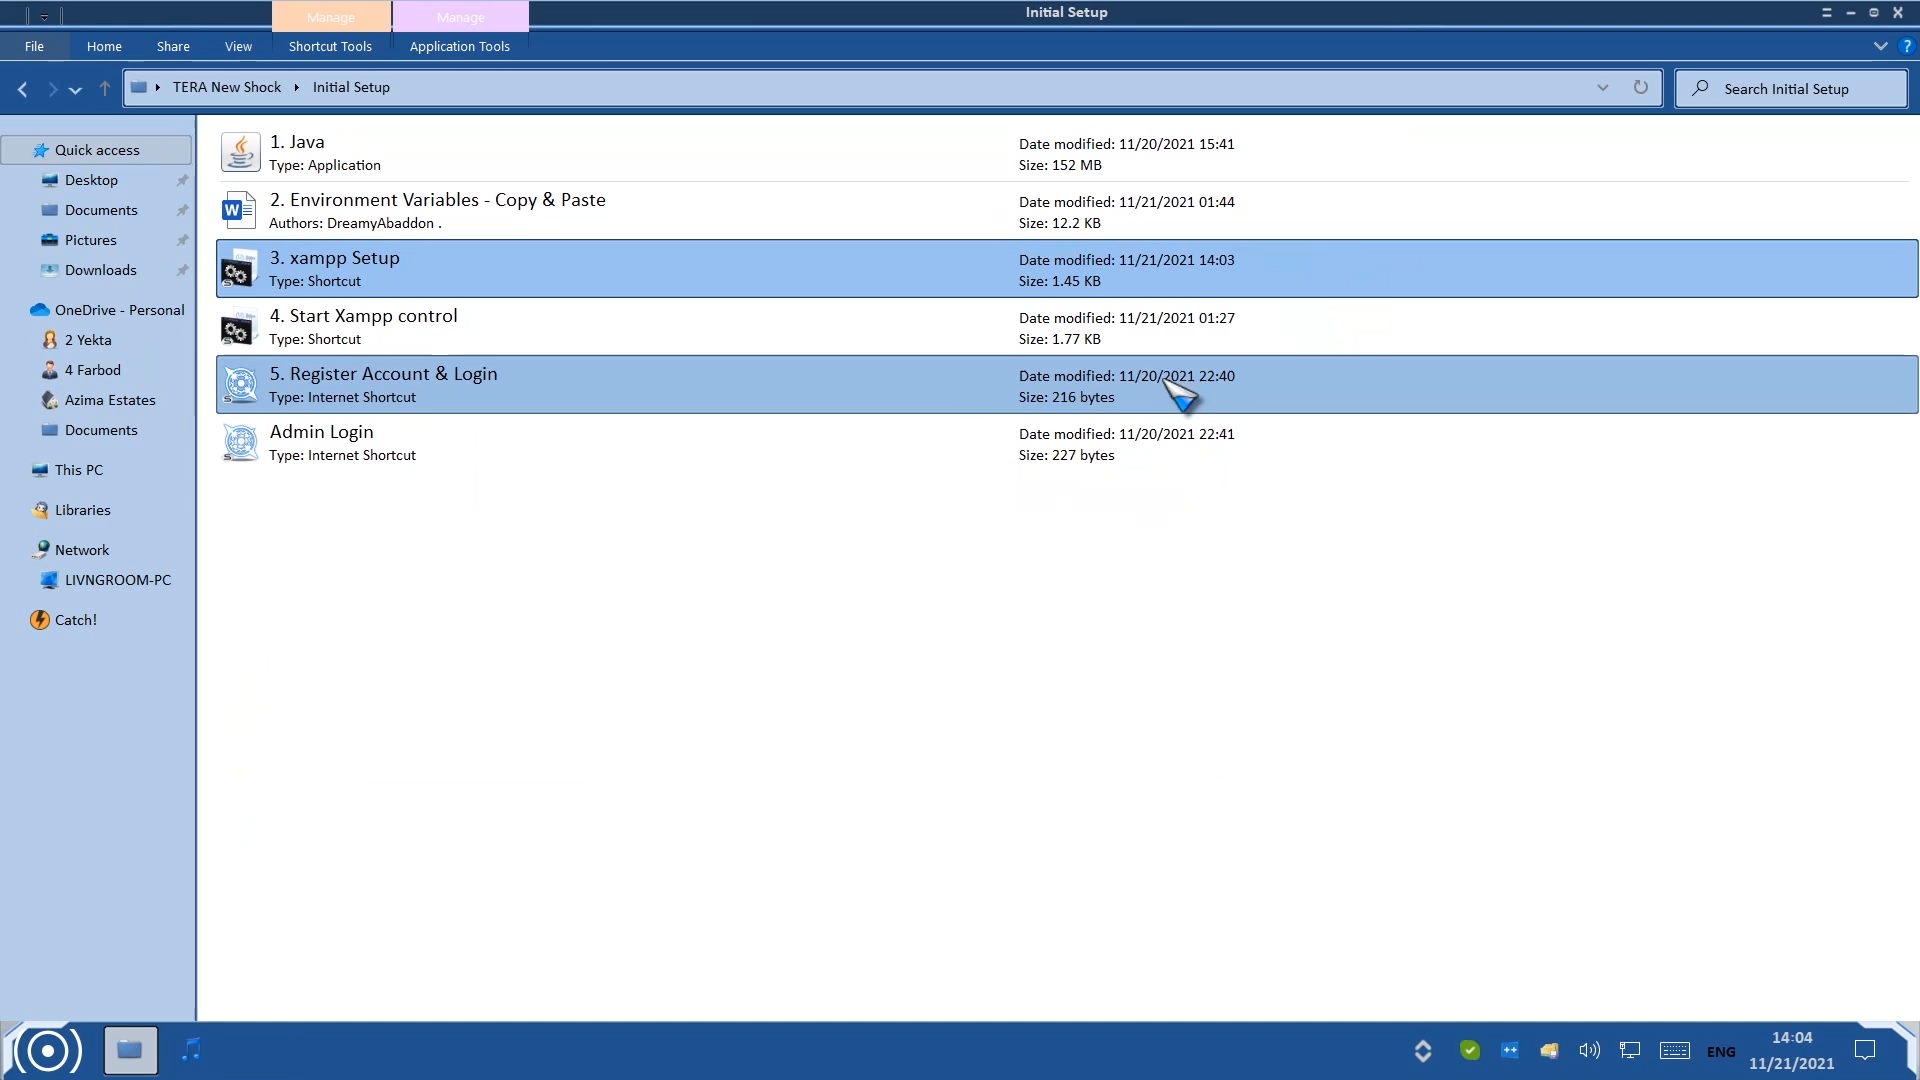 Manage
Manage
Initial Setup
File
Home
Share
View
Shortcut Tools
Application Tools
?
TERA New Shock
Initial Setup
Search Initial Setup
Quick access
Desktop
Documents
Pictures
Downloads
OneDrive - Personal
2 Yekta
4 Farbod
Azima Estates
Documents
This PC
Libraries
Network
LIVNGROOM-PC
Catch!
1. Java
Type: Application
Date modified: 11/20/2021 15:41
Size: 152 MB
2. Environment Variables - Copy & Paste
Authors: DreamyAbaddon .
Date modified: 11/21/2021 01:44
Size: 12.2 KB
3. xampp Setup
Type: Shortcut
Date modified: 11/21/2021 14:03
Size: 1.45 KB
4. Start Xampp control
Type: Shortcut
Date modified: 11/21/2021 01:27
Size: 1.77 KB
5. Register Account & Login
Type: Internet Shortcut
Date modified: 11/20/2021 22:40
Size: 216 bytes
Admin Login
Type: Internet Shortcut
Date modified: 11/20/2021 22:41
Size: 227 bytes
ENG
14:04
11/21/2021